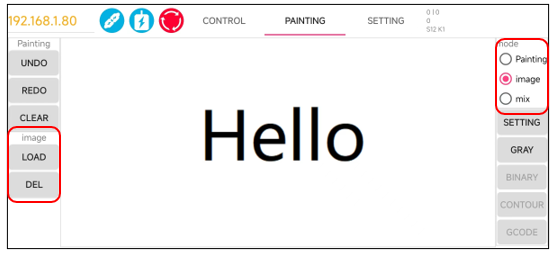 192.168.1.80
CONTROL
PAINTING
SETTING
0 I 0
0
512 K1
Painting
UNDO
REDO
CLEAR
image
LOAD
DEL
Hello
mode
Painting
image
mix
SETTING
GRAY
BINARY
CONTOUR
GCODE